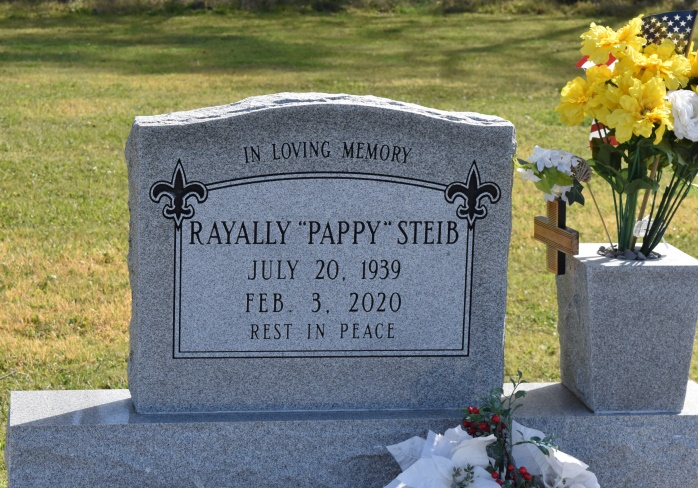 IN LOVING MEMORY
RAYALLY "PAPPY" STEIB
JULY 20, 1939
FEB. 3, 2020
REST IN PEACE